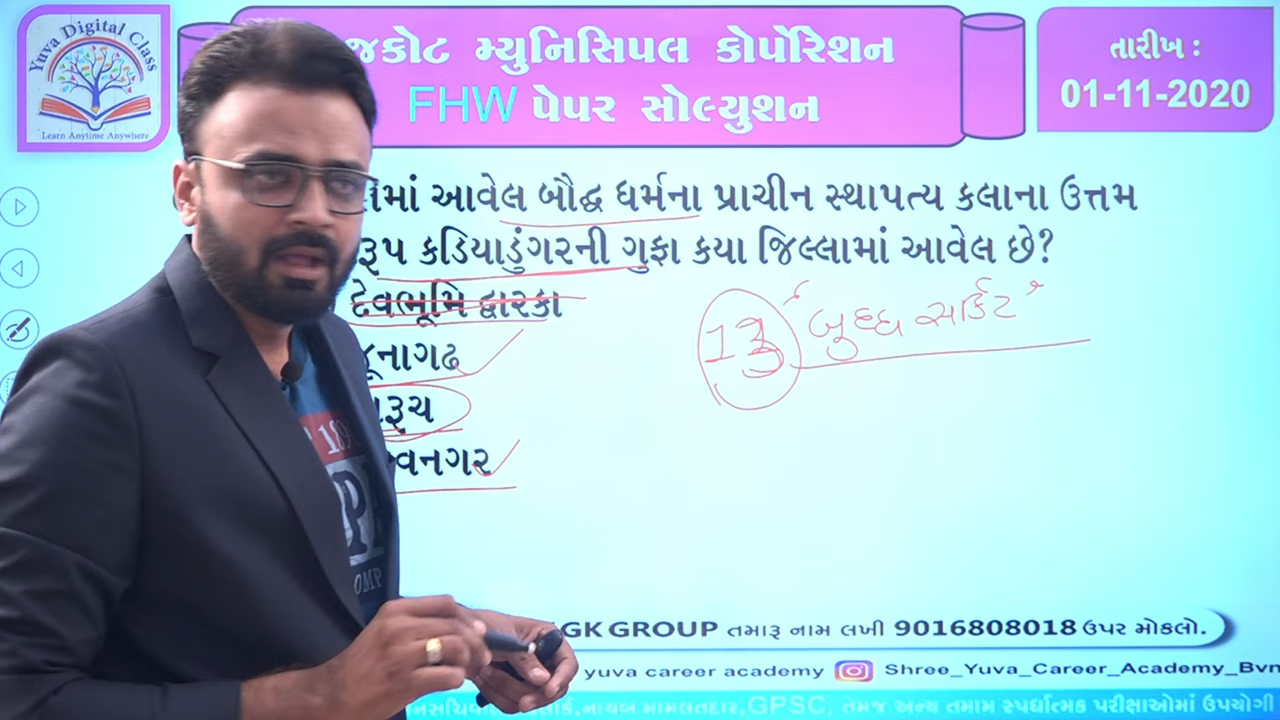 Yuva Digital Class
Learn Anytime Anywhere
જકોટ મ્યુનિસિપલ કોર્પોરેશન
FHW પેપર સોલ્યુશન
તારીખ :
01-11-2020
આવેલ બૌદ્ધ ધર્મના પ્રાચીન સ્થાપત્ય કલાના ઉત્તમ
કડિયાડુંગરની ગુફા કયા જિલ્લામાં આવેલ છે?
દેવભૂમિ દ્વારકા
જૂનાગઢ
રૂચ
વનગર
13 'બુદ્ધ સર્કિટ'
GK GROUP તમારૂ નામ લખી 9016808018 ઉપર મોકલો.
yuva career academy Shree_Yuva_Career_Academy_Bvn
નાયબ મામલતદાર,GPSC, તેમજ અન્ય તમામ સ્પર્ધાત્મક પરીક્ષાઓમાં ઉપયોગી